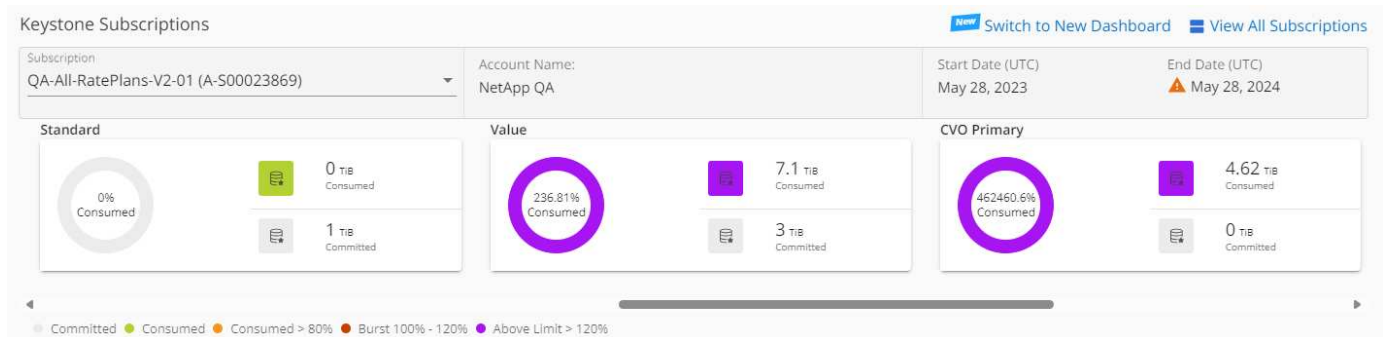 Keystone Subscriptions
New Switch to New Dashboard View All Subscriptions
Subscription
QA-All-RatePlans-V2-01 (A-S00023869)
Account Name:
NetApp QA
Start Date (UTC)
May 28, 2023
End Date (UTC)
May 28, 2024
Standard
0%
Consumed
0 TiB
Consumed
1 TiB
Committed
Value
236.81%
Consumed
7.1 TiB
Consumed
3 TiB
Committed
CVO Primary
462460.6%
Consumed
4.62 TiB
Consumed
0 TiB
Committed
Committed Consumed Consumed > 80% Burst 100% - 120% Above Limit > 120%